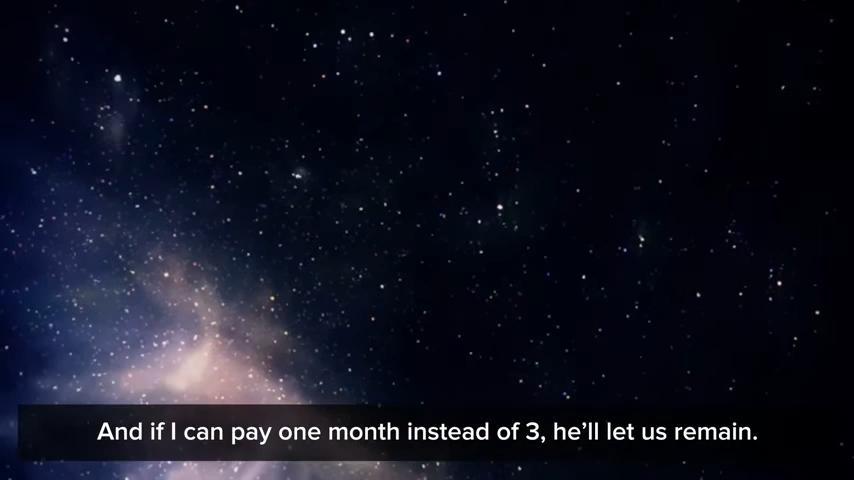 And if I can pay one month instead of 3, he’ll let us remain.